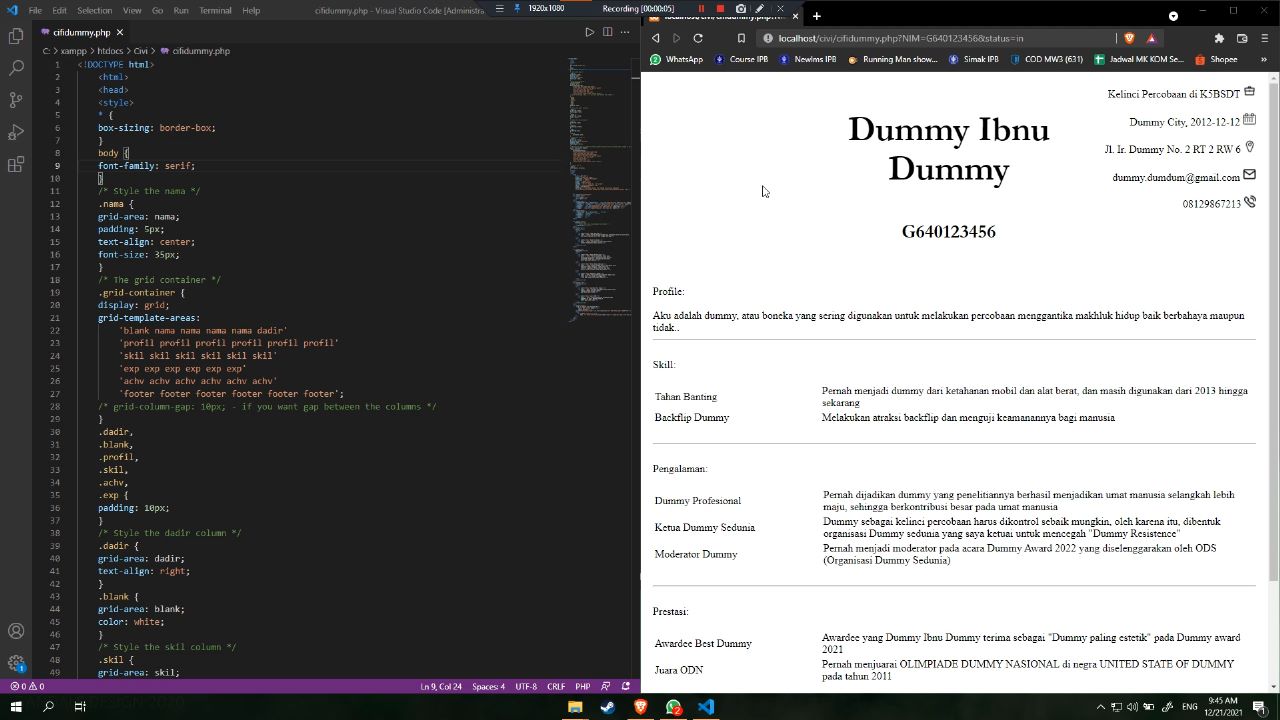 File Edit Selection View Go Run Terminal Help
cifidummy.php - Visual Studio Code [Administra
1920x1080
Recording [00:00:05]
cifidummy.php
C: > xampp > htdocs > Civi > cifidummy.php
1 <!DOCTYPE html>
2 <html>
3 <head>
4 <style>
5 * {
6 box-sizing: border-box;
7 }
8 body {
9 font-family: serif;
10 }
11 /* Style the nama */
12 .nama {
13 grid-area: nama;
14 padding: 5px;
15 text-align: center;
16 font-size: 35px;
17 }
18 /* The grid container */
19 .grid-container {
20 display: grid;
21 grid-template-areas:
22 'blank nama nama nama nama dadir'
23 'profil profil profil profil profil profil'
24 'skil skil skil skil skil skil'
25 'exp exp exp exp exp exp'
26 'achv achv achv achv achv achv'
27 'footer footer footer footer footer footer';
28 /* grid-column-gap: 10px; - if you want gap between the columns */
29 }
30 .dadir,
31 .blank,
32 .profil,
33 .skil,
34 .achv,
35 .exp {
36 padding: 10px;
37 }
38 /* Style the dadir column */
39 .dadir {
40 grid-area: dadir;
41 text-align: right;
42 }
43 .blank {
44 grid-area: blank;
45 color: white;
46 }
47 /* Style the skil column */
48 .skil {
49 grid-area: skil;
0 0
Ln 9, Col 24 Spaces: 4 UTF-8 CRLF PHP
localhost/civi/cifidummy.php?NIM=G640123456&status=in
WhatsApp Course IPB Newlms IPB Running Man subtitl... Simak IPB COD MW3 (631) Jadwal MK KOM Se... Shopee
Kelinci Percobaan di KSBDT
Dummy City, 2012-12-12
Jl. Ir. Dummy No. 2 RT 2 RW 6
dummy.dumdum@gmail.com
08129867213
Dummy Ibnu
Dummy
G640123456
Profile:
Aku adalah dummy, atau boneka yang sering digunakan untuk melakukan percobaan terhadap makhluk hidup baik itu berakal maupun
tidak..
Skill:
Tahan Banting
Pernah menjadi dummy dari ketahan mobil dan alat berat, dan masih digunakan dari 2013 hingga
sekarang
Backflip Dummy
Melakukan atraksi backflip dan menguji keamanannya bagi manusia
Pengalaman:
Dummy Profesional
Pernah dijadikan dummy yang penelitiannya berhasil menjadikan umat manusia selangkah lebih
maju, sehingga berkontribusi besar pada umat manusia
Ketua Dummy Sedunia
Dummy sebagai kelinci percobaan harus dikontrol sebaik mungkin, oleh karena itu, dibentuk
organisasi Dummy sedunia yang saya ketuai untuk mencegah "Dummy Resistence"
Moderator Dummy
Pernah menjadi moderator pada acara Dummy Award 2022 yang diselenggarakan oleh ODS
(Organisasi Dummy Sedunia)
Prestasi:
Awardee Best Dummy
Awardee yang Dummy Ibnu Dummy terima sebagai "Dummy paling estetik" pada Dummy award
2021
Juara ODN
Pernah menjuarai OLIMPIADE DUMMY NASIONAL di negra UNITED STATE OF DUMMY
pada tahun 2011
2
ENG
9:45 AM
12/21/2021